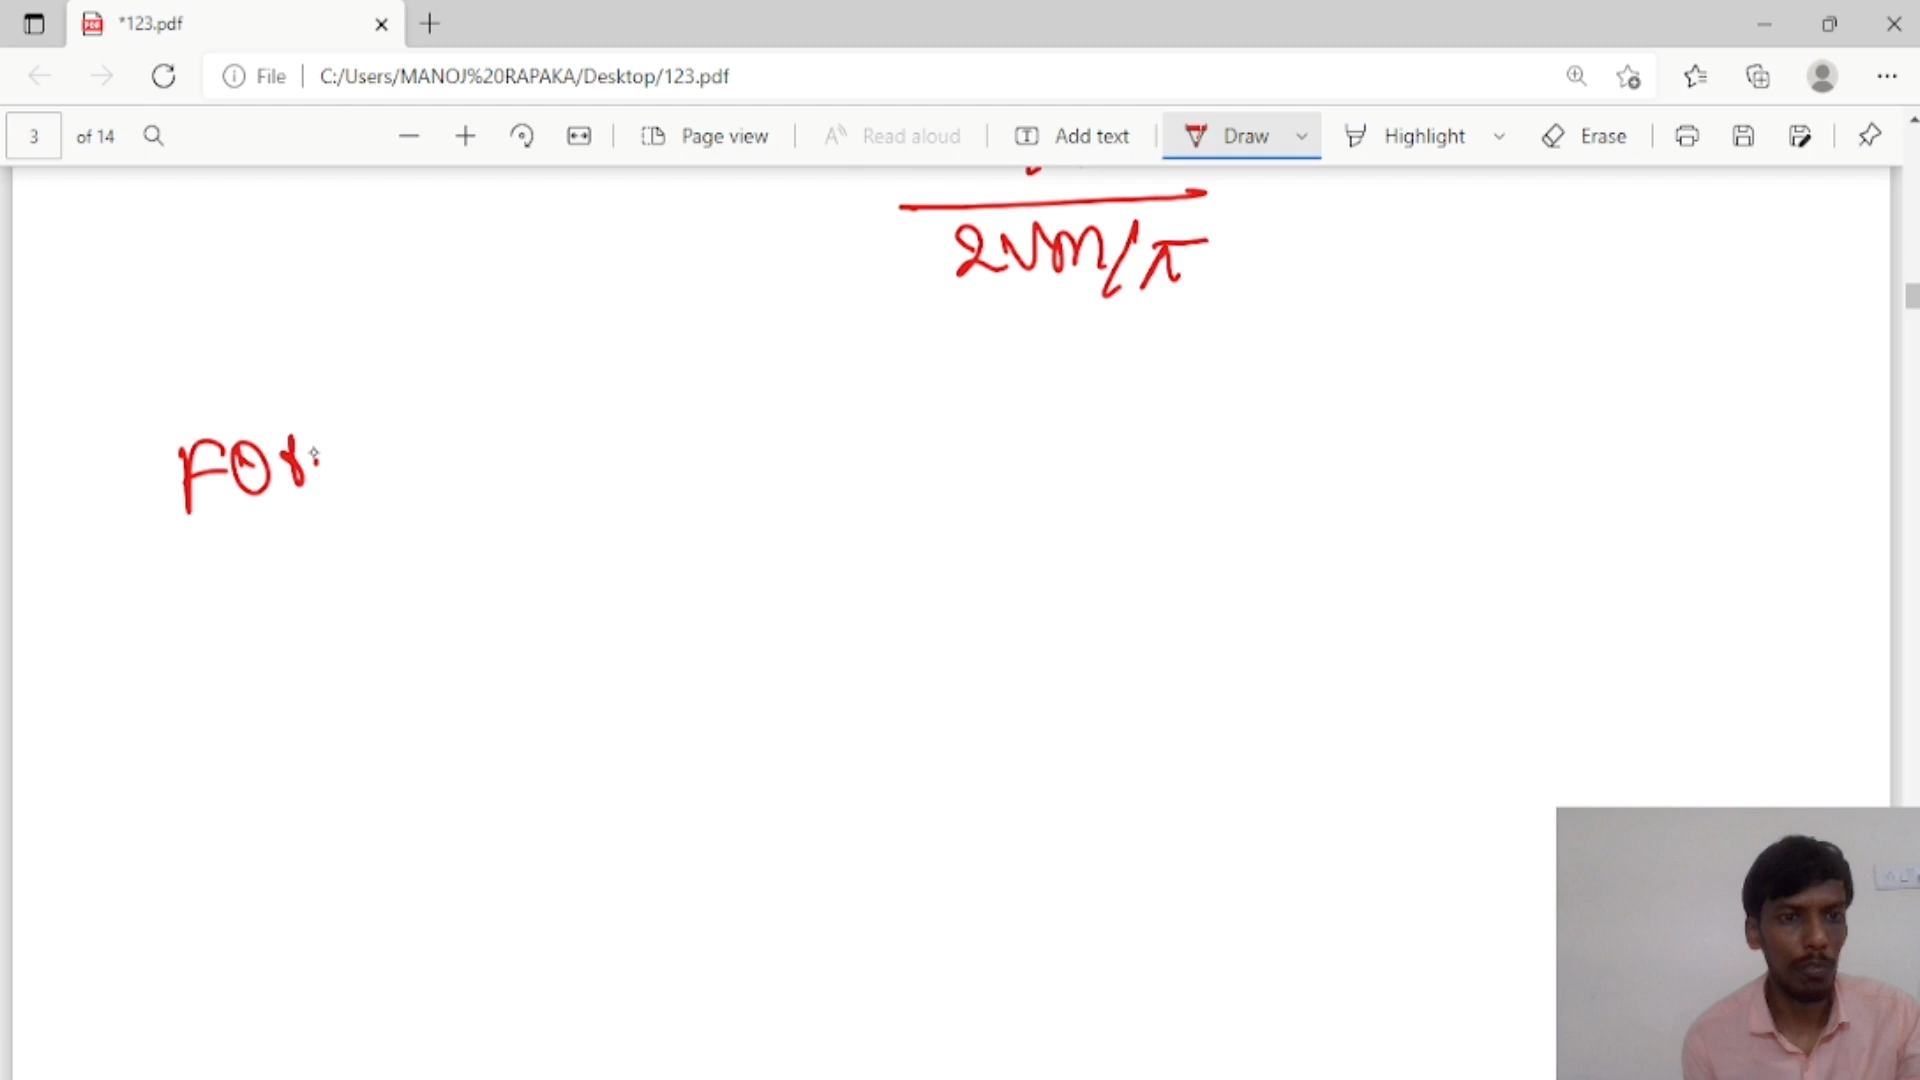 *123.pdf
File
C:/Users/MANOJ%20RAPAKA/Desktop/123.pdf
3 of 14
Page view
Read aloud
Add text
Draw
Highlight
Erase
2Vm/π
For